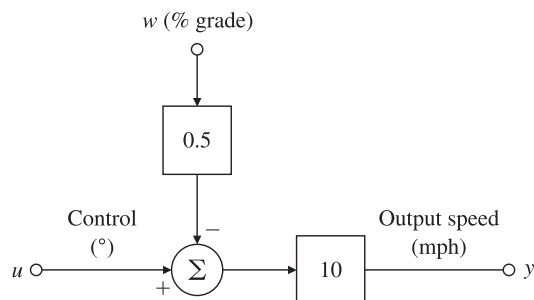 w (% grade)
0.5
Control
(°)
−
Output speed
(mph)
u
+
Σ
10
y